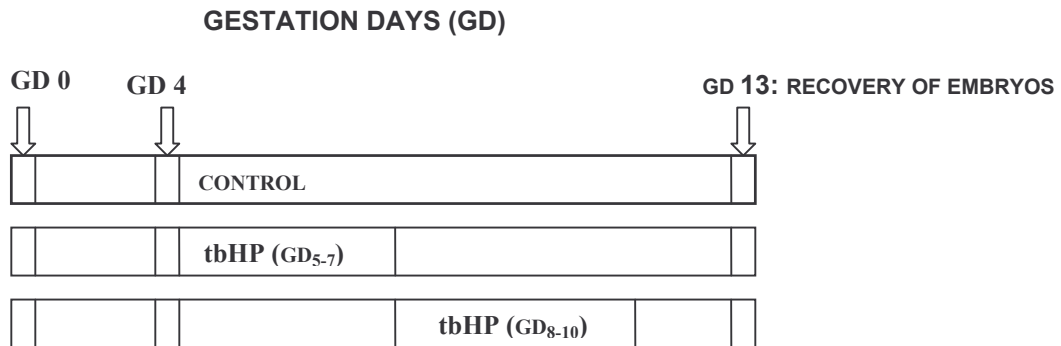 GESTATION DAYS (GD)
GD 0 GD 4 GD 13: RECOVERY OF EMBRYOS
CONTROL
tbHP (GD5-7)
tbHP (GD8-10)